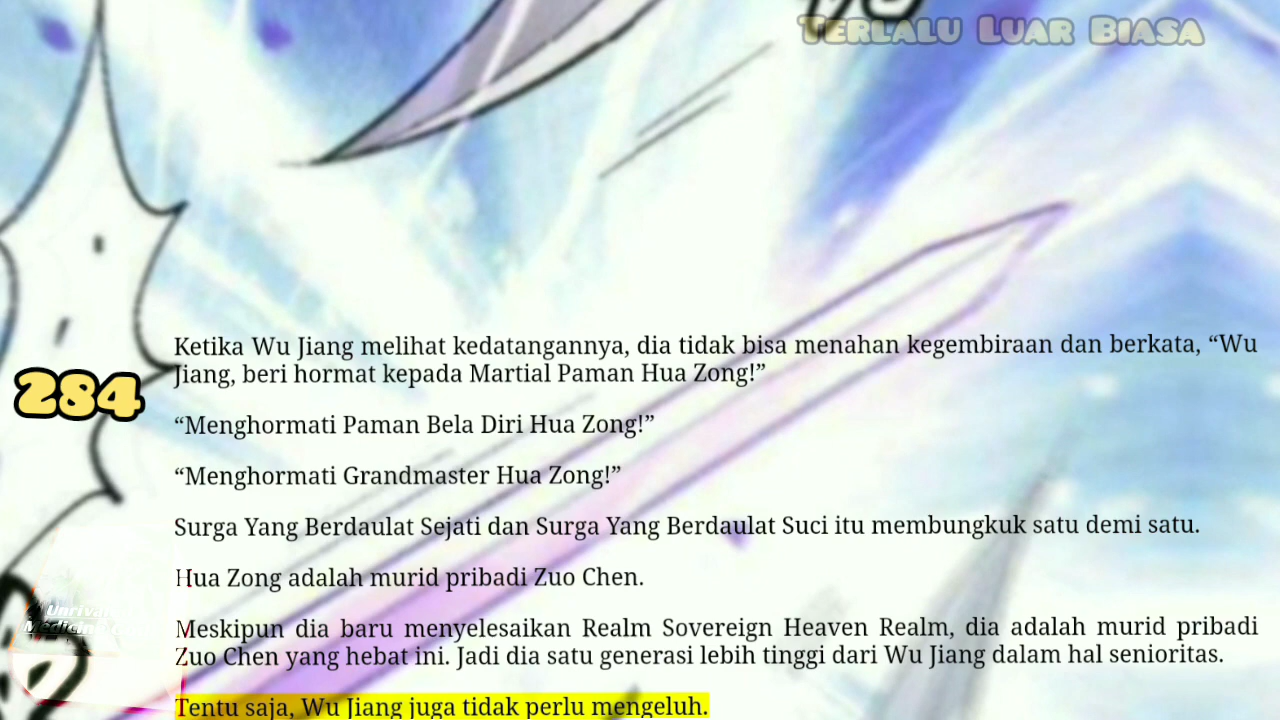 Terlalu Luar Biasa
Ketika Wu Jiang melihat kedatangannya, dia tidak bisa menahan kegembiraan dan berkata, “Wu
Jiang, beri hormat kepada Martial Paman Hua Zong!”
284
“Menghormati Paman Bela Diri Hua Zong!”
“Menghormati Grandmaster Hua Zong!”
Surga Yang Berdaulat Sejati dan Surga Yang Berdaulat Suci itu membungkuk satu demi satu.
Hua Zong adalah murid pribadi Zuo Chen.
Meskipun dia baru menyelesaikan Realm Sovereign Heaven Realm, dia adalah murid pribadi
Zuo Chen yang hebat ini. Jadi dia satu generasi lebih tinggi dari Wu Jiang dalam hal senioritas.
Tentu saja, Wu Jiang juga tidak perlu mengeluh.